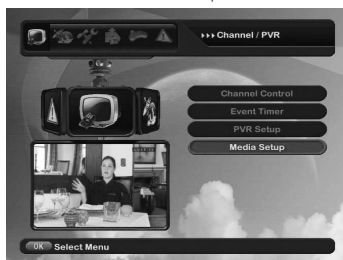 ▸▸▸ Channel / PVR
Channel Control
Event Timer
PVR Setup
Media Setup
OK Select Menu